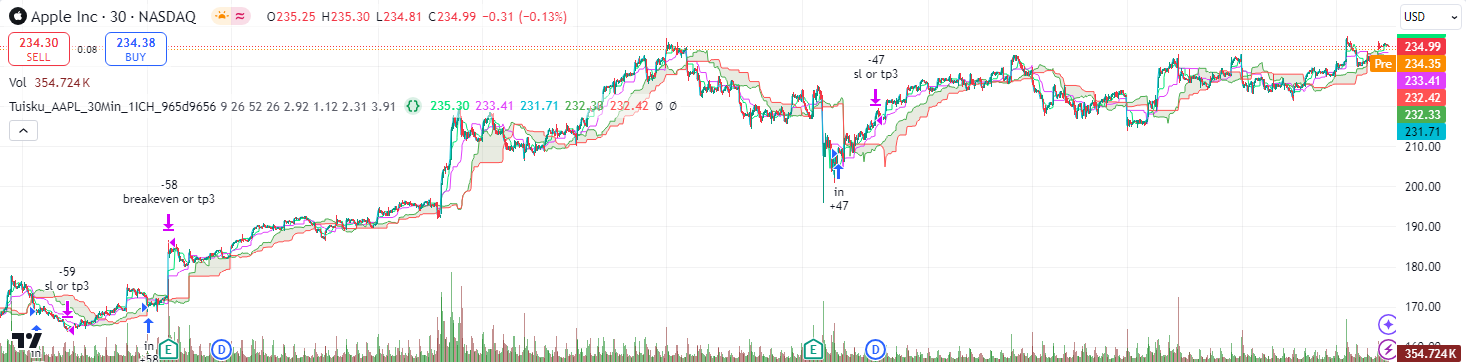 Apple Inc · 30 · NASDAQ O235.25 H235.30 L234.81 C234.99 −0.31 (−0.13%)
USD
234.30
SELL
0.08
234.38
BUY
Vol 354.724 K
Tuisku_AAPL_30Min_1ICH_965d9656 9 26 52 26 2.92 1.12 2.31 3.91 {} 235.30 233.41 231.71 232.33 232.42 Ø Ø
234.99
Pre 234.35
233.41
232.42
232.33
231.71
210.00
200.00
190.00
180.00
170.00
354.724 K
-47
sl or tp3
in
+47
-58
breakeven or tp3
-59
sl or tp3
in
in
+58
E
D
E
D